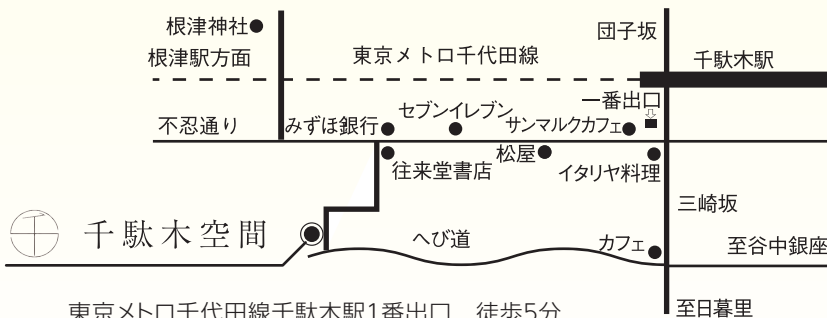 根津神社
団子坂
根津駅方面
東京メトロ千代田線
千駄木駅
一番出口
セブンイレブン
不忍通り
みずほ銀行
サンマルクカフェ
往来堂書店
松屋
イタリヤ料理
三崎坂
千駄木空間
へび道
カフェ
至谷中銀座
東京メトロ千代田線千駄木駅1番出口 徒歩5分
至日暮里